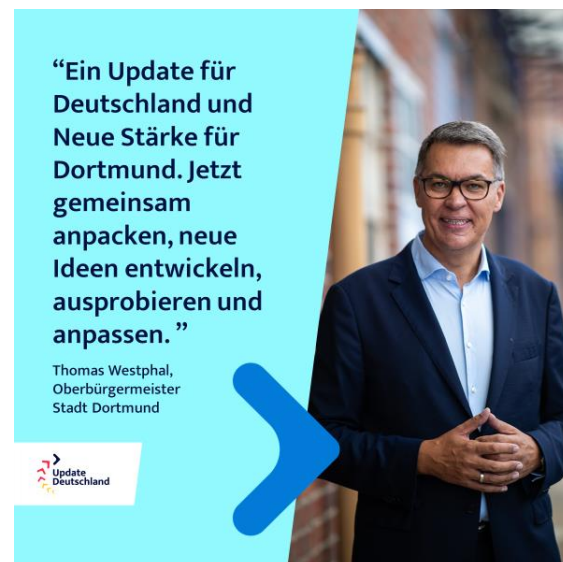 “Ein Update für
Deutschland und
Neue Stärke für
Dortmund. Jetzt
gemeinsam
anpacken, neue
Ideen entwickeln,
ausprobieren und
anpassen. ”
Thomas Westphal,
Oberbürgermeister
Stadt Dortmund
Update
Deutschland